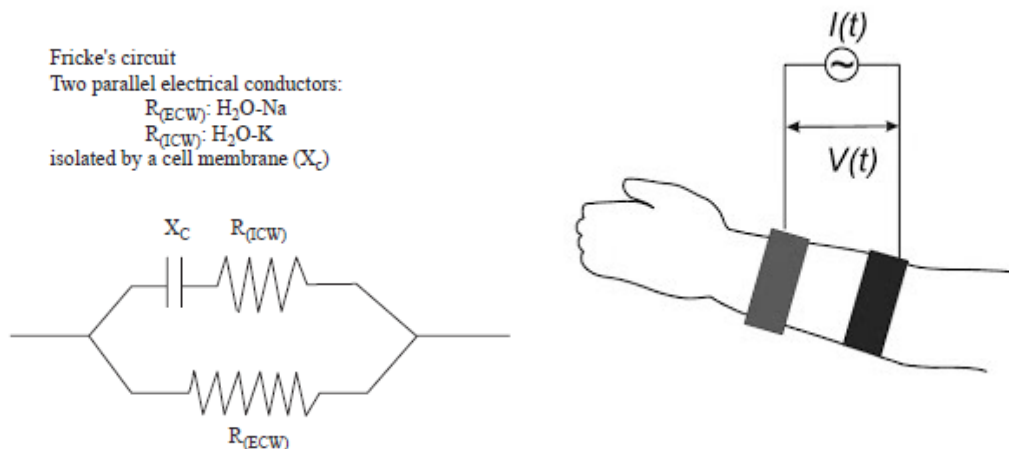 Fricke's circuit
Two parallel electrical conductors:
R(ECW): H2O-Na
R(ICW): H2O-K
isolated by a cell membrane (Xc)
XC R(ICW)
R(ECW)
I(t)
~
V(t)